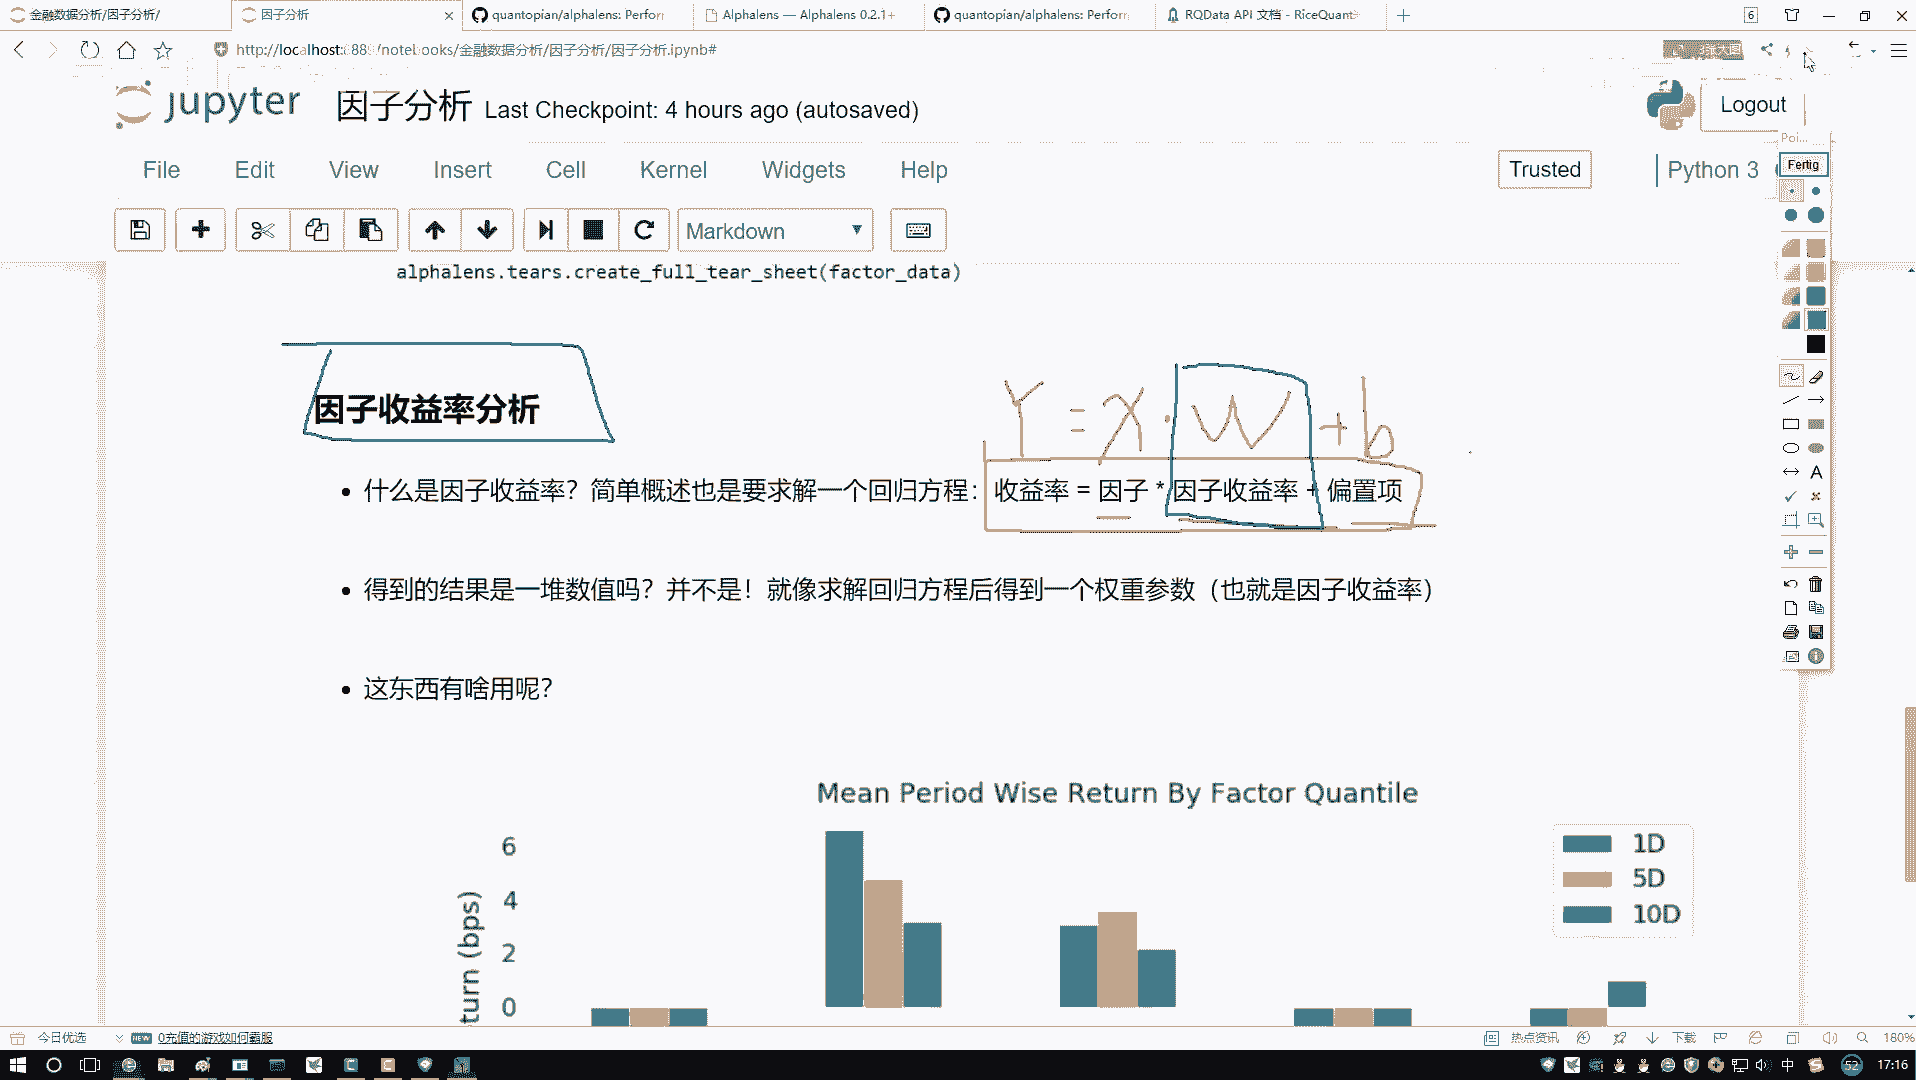 金融数据分析/因子分析/
因子分析
quantopian/alphalens: Perforr
Alphalens — Alphalens 0.2.1+
quantopian/alphalens: Perforr
RQData API 文档 - RiceQuant
6
http://localhost:8889/notebooks/金融数据分析/因子分析/因子分析.ipynb#
jupyter 因子分析 Last Checkpoint: 4 hours ago (autosaved)
Logout
Poi...
Fertig
File Edit View Insert Cell Kernel Widgets Help
Trusted
Python 3
Markdown
alphalens.tears.create_full_tear_sheet(factor_data)
Y = X · W + b
因子收益率分析
什么是因子收益率？简单概述也是要求解一个回归方程：收益率 = 因子 * 因子收益率 + 偏置项
得到的结果是一堆数值吗？并不是！就像求解回归方程后得到一个权重参数（也就是因子收益率）
这东西有啥用呢？
Mean Period Wise Return By Factor Quantile
6
4
2
0
turn (bps)
1D
5D
10D
今日优选
NEW
0充值的游戏如何霸服
热点资讯
下载
180%
中
52
17:16